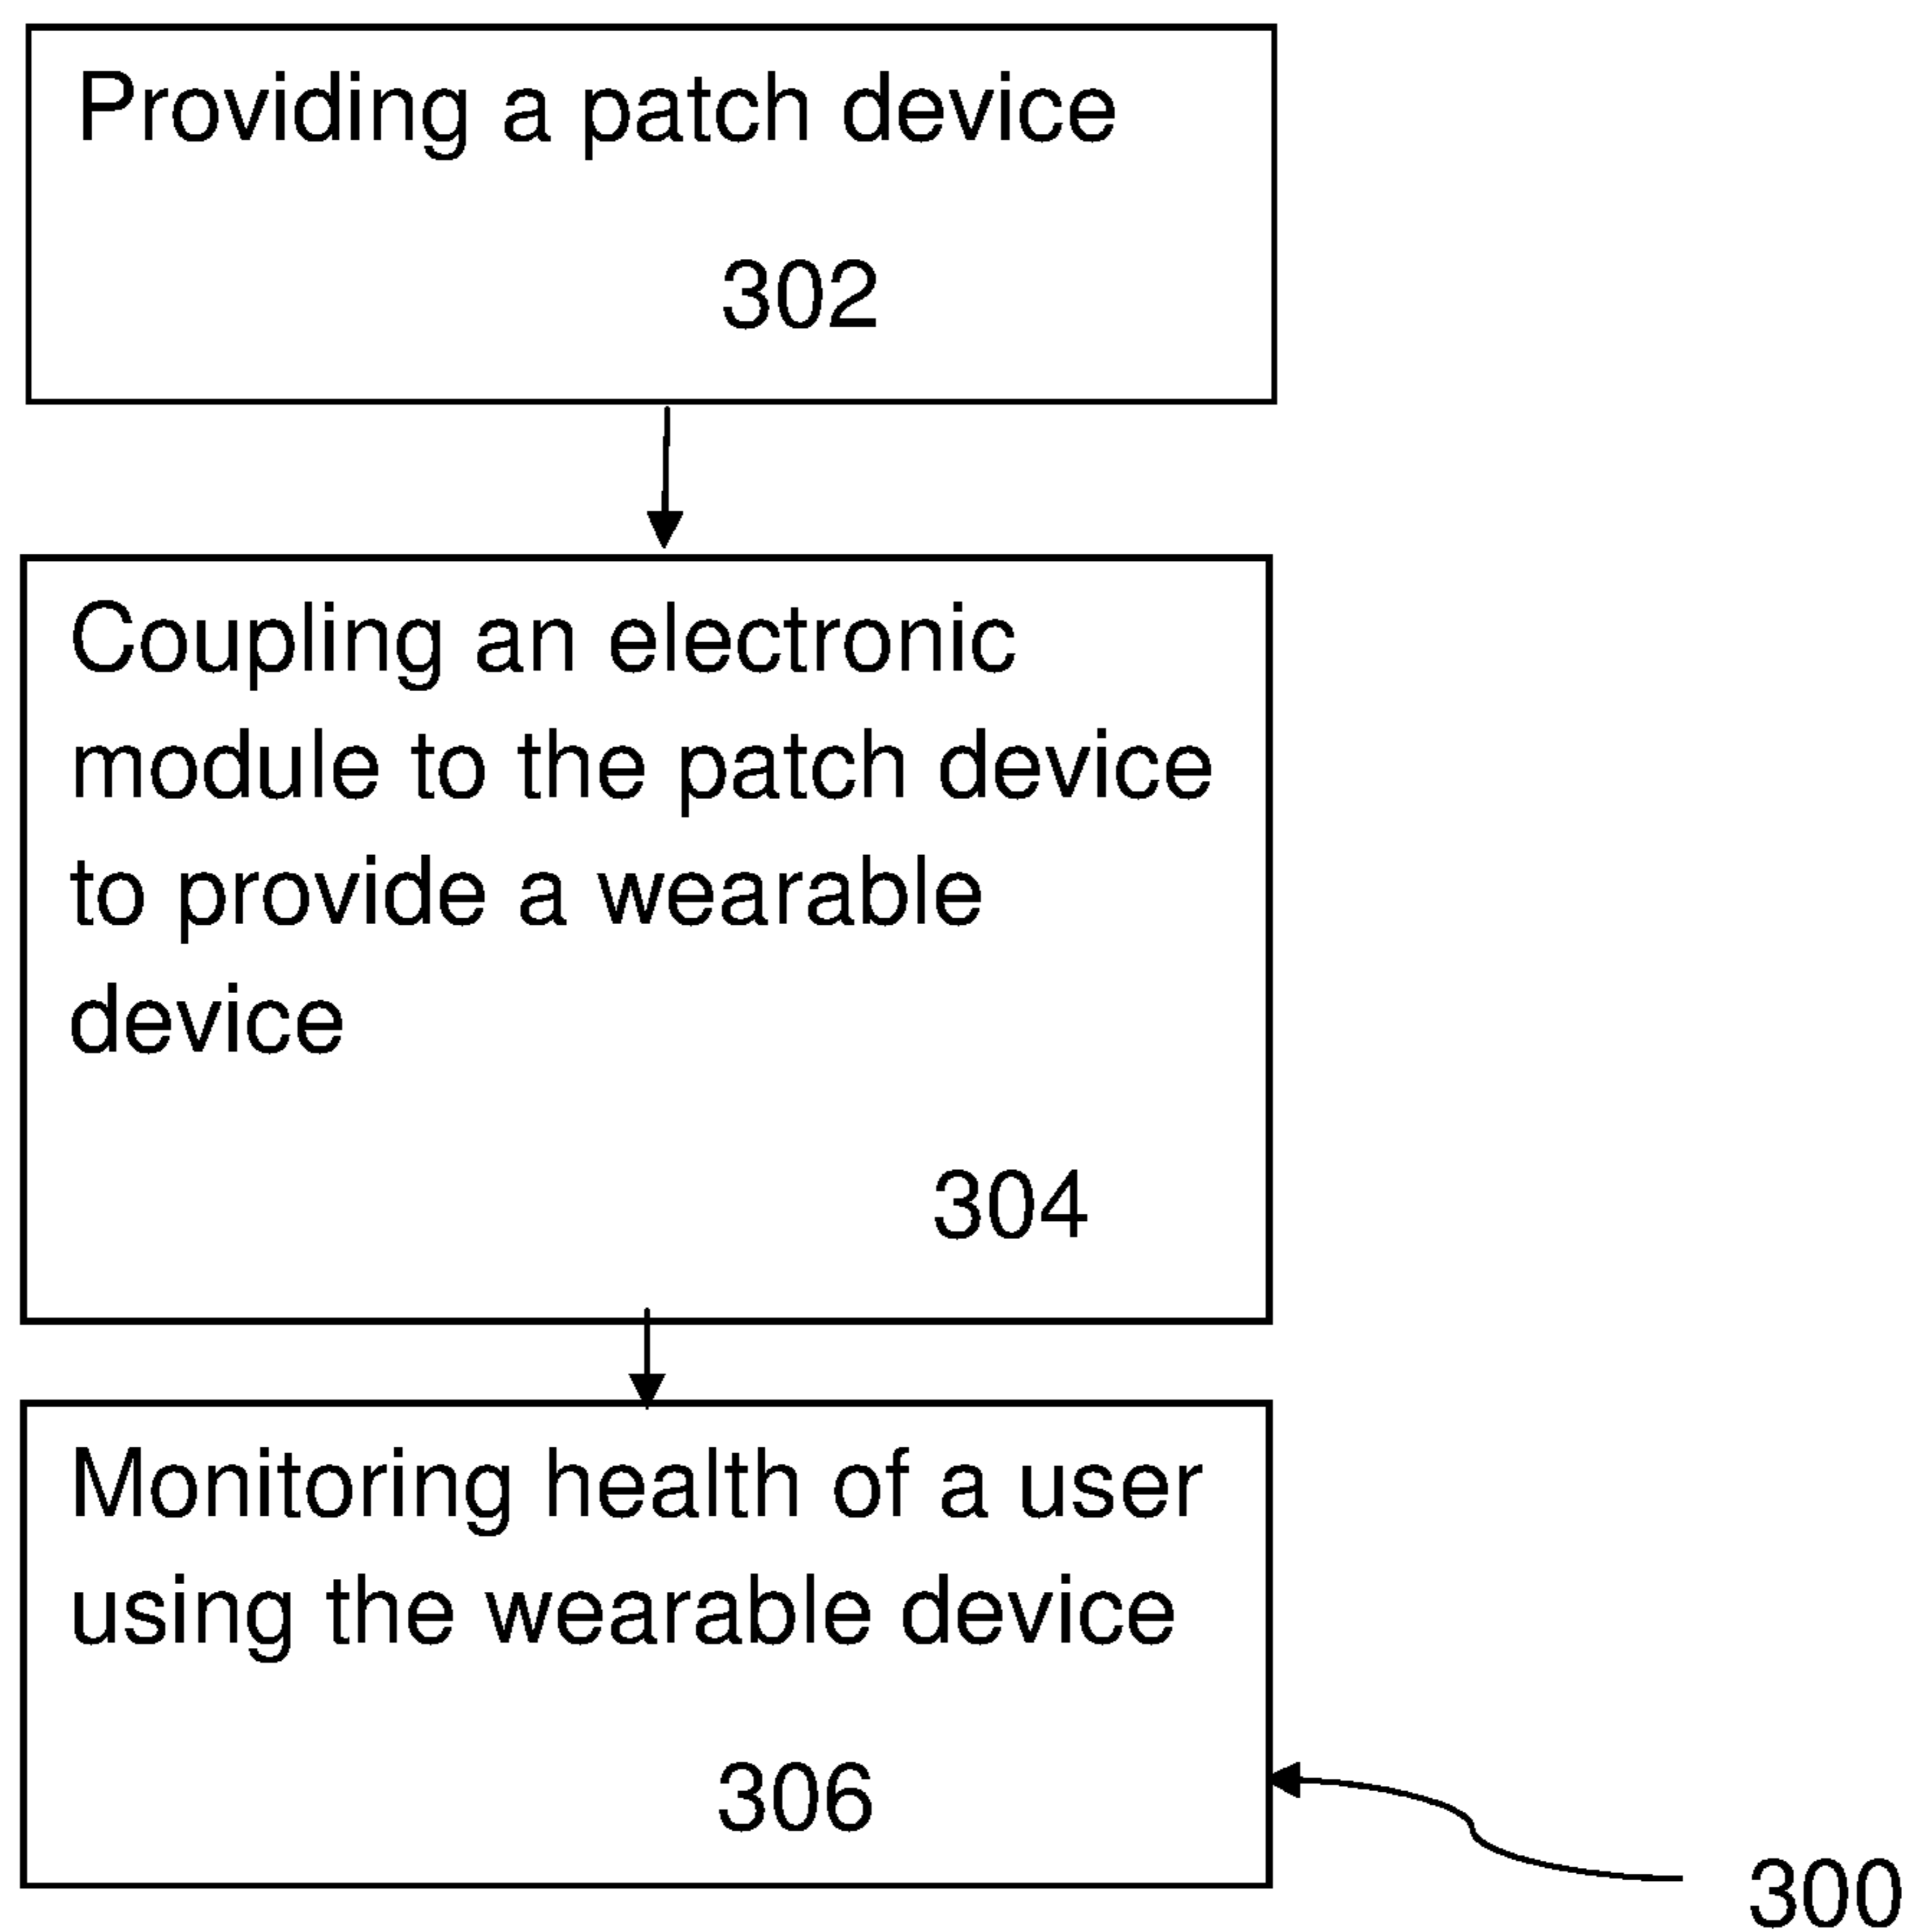 Providing a patch device
302
Coupling an electronic
module to the patch device
to provide a wearable
device
304
Monitoring health of a user
using the wearable device
306
300